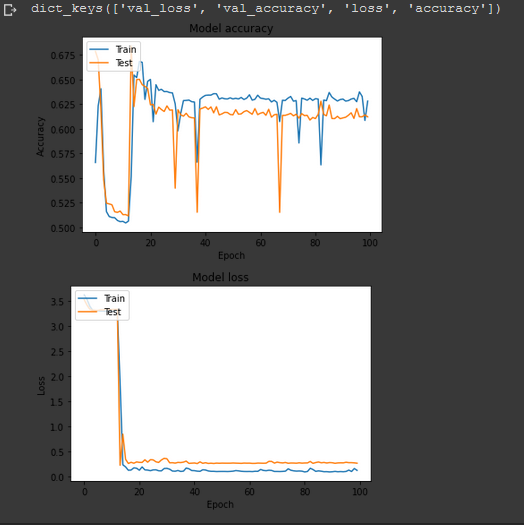 dict_keys(['val_loss', 'val_accuracy', 'loss', 'accuracy'])
Model accuracy
Train
Test
0.675
0.650
0.625
0.600
0.575
0.550
0.525
0.500
Accuracy
0 20 40 60 80 100
Epoch
Model loss
Train
Test
3.5
3.0
2.5
2.0
1.5
1.0
0.5
0.0
Loss
0 20 40 60 80 100
Epoch